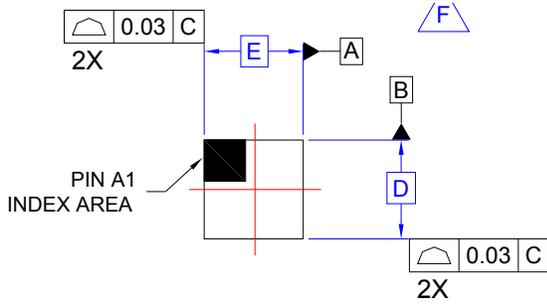 F
0.03 C
2X
E
A
B
PIN A1
INDEX AREA
D
0.03 C
2X